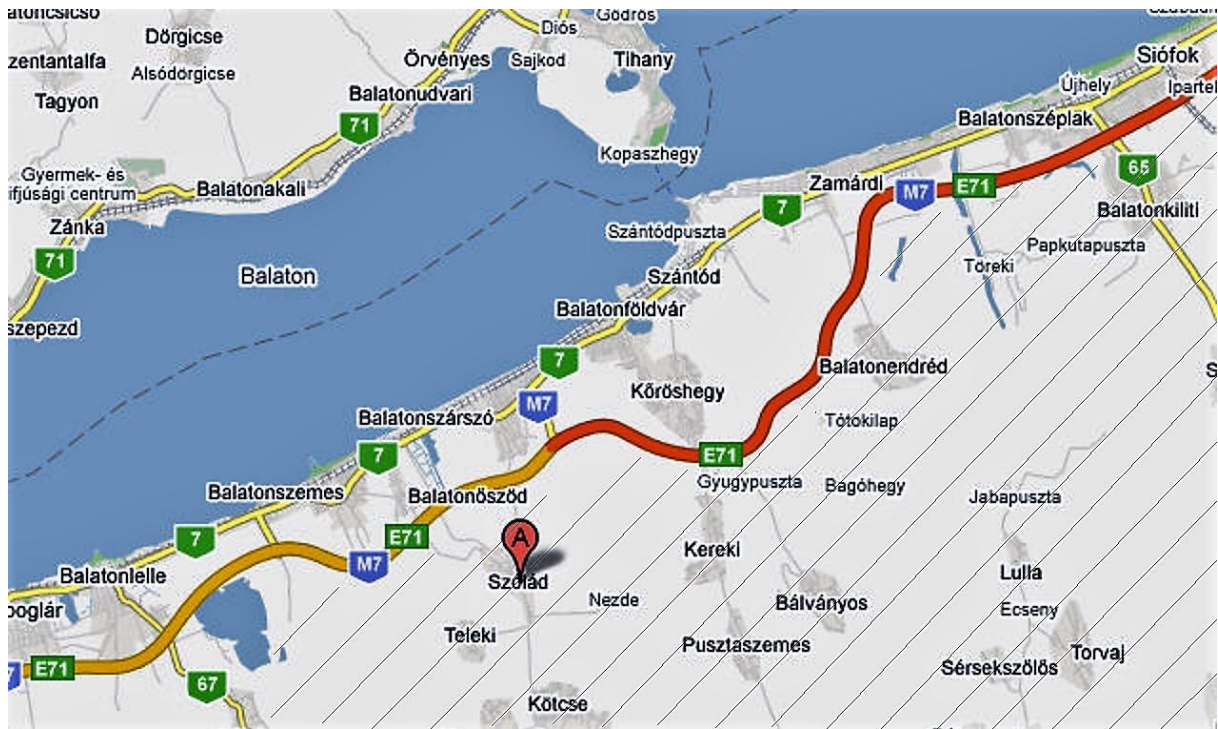 Dörgicse
Alsódörgicse
Tagyon
Diós
Gödrös
Örvényes
Sajkod
Tihany
Balatonudvari
71
Kopaszhegy
Siófok
Újhely
Balatonszéplak
65
Gyermek- és
ifjúsági centrum
Balatonakali
Zánka
71
Balaton
Zamárdi
M7
E71
7
Balatonkiliti
Papkutapuszta
Töreki
Szántódpuszta
Szántód
Balatonföldvár
7
Balatonendréd
Kőröshegy
M7
Balatonszárszó
Tótokilap
E71
7
Balatonszemes
Balatonőszöd
Gyugypuszta
Bagóhegy
Jabapuszta
7
E71
M7
A
Kereki
Balatonlelle
Szólád
Lulla
Nezde
Bálványos
Ecseny
Teleki
Pusztaszemes
Torvaj
Sérsekszőlős
E71
67
Kötcse